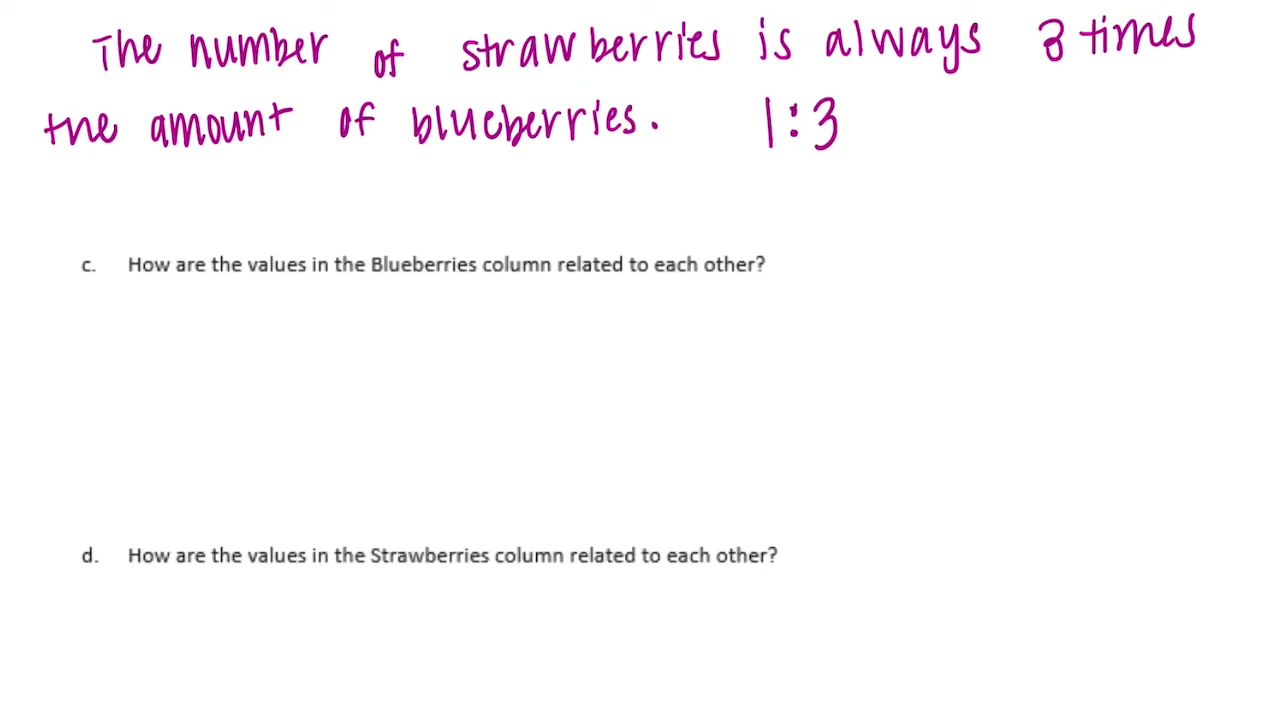 The number of strawberries is always 3 times
the amount of blueberries. 1:3
c. How are the values in the Blueberries column related to each other?
d. How are the values in the Strawberries column related to each other?